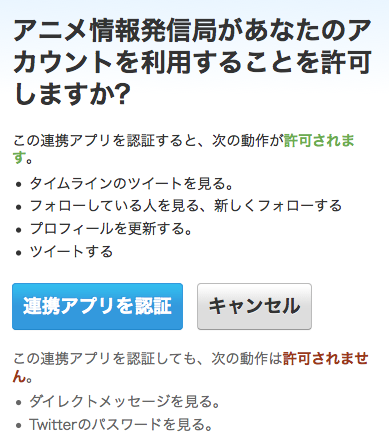 アニメ情報発信局があなたのア
カウントを利用することを許可
しますか?
この連携アプリを認証すると、次の動作が許可されま
す。
• タイムラインのツイートを見る。
• フォローしている人を見る、新しくフォローする
• プロフィールを更新する。
• ツイートする
連携アプリを認証 キャンセル
この連携アプリを認証しても、次の動作は許可されませ
ん。
• ダイレクトメッセージを見る。
• Twitterのパスワードを見る。